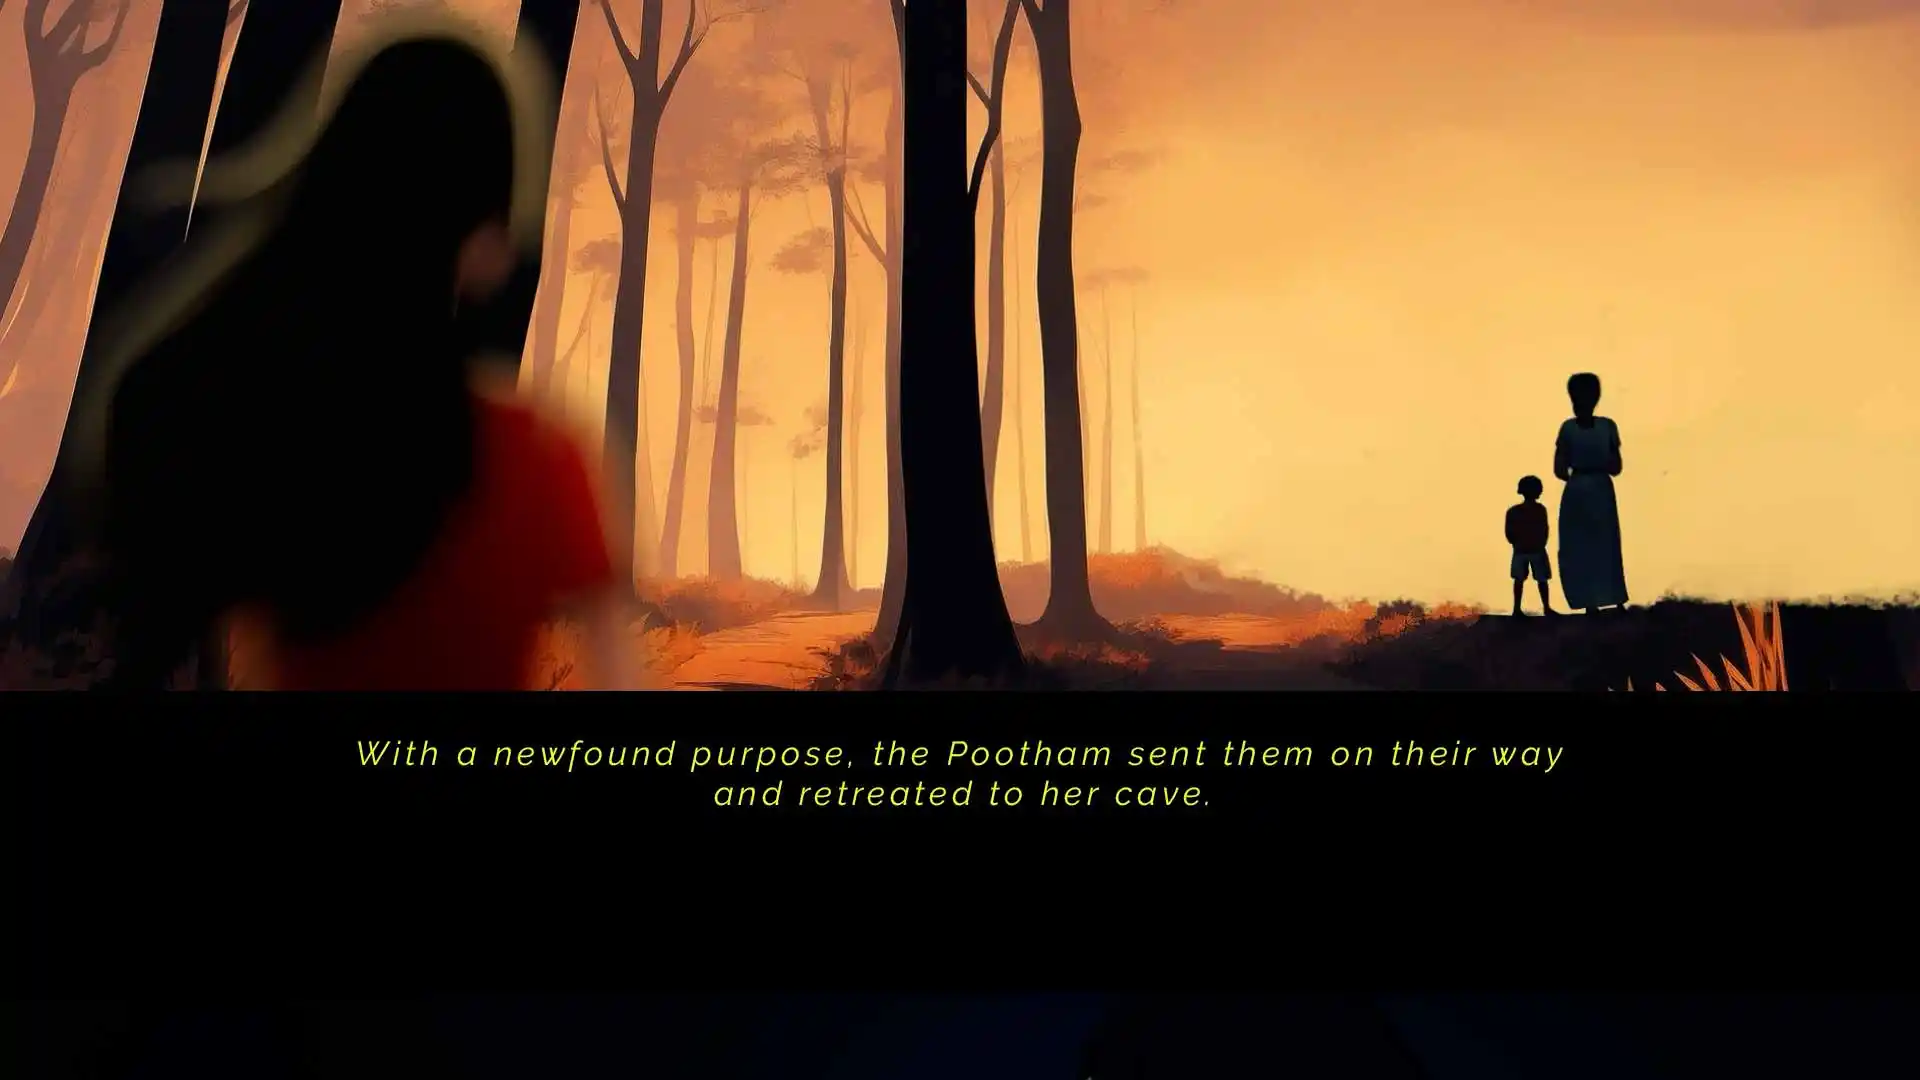 With a newfound purpose, the Pootham sent them on their way
and retreated to her cave.